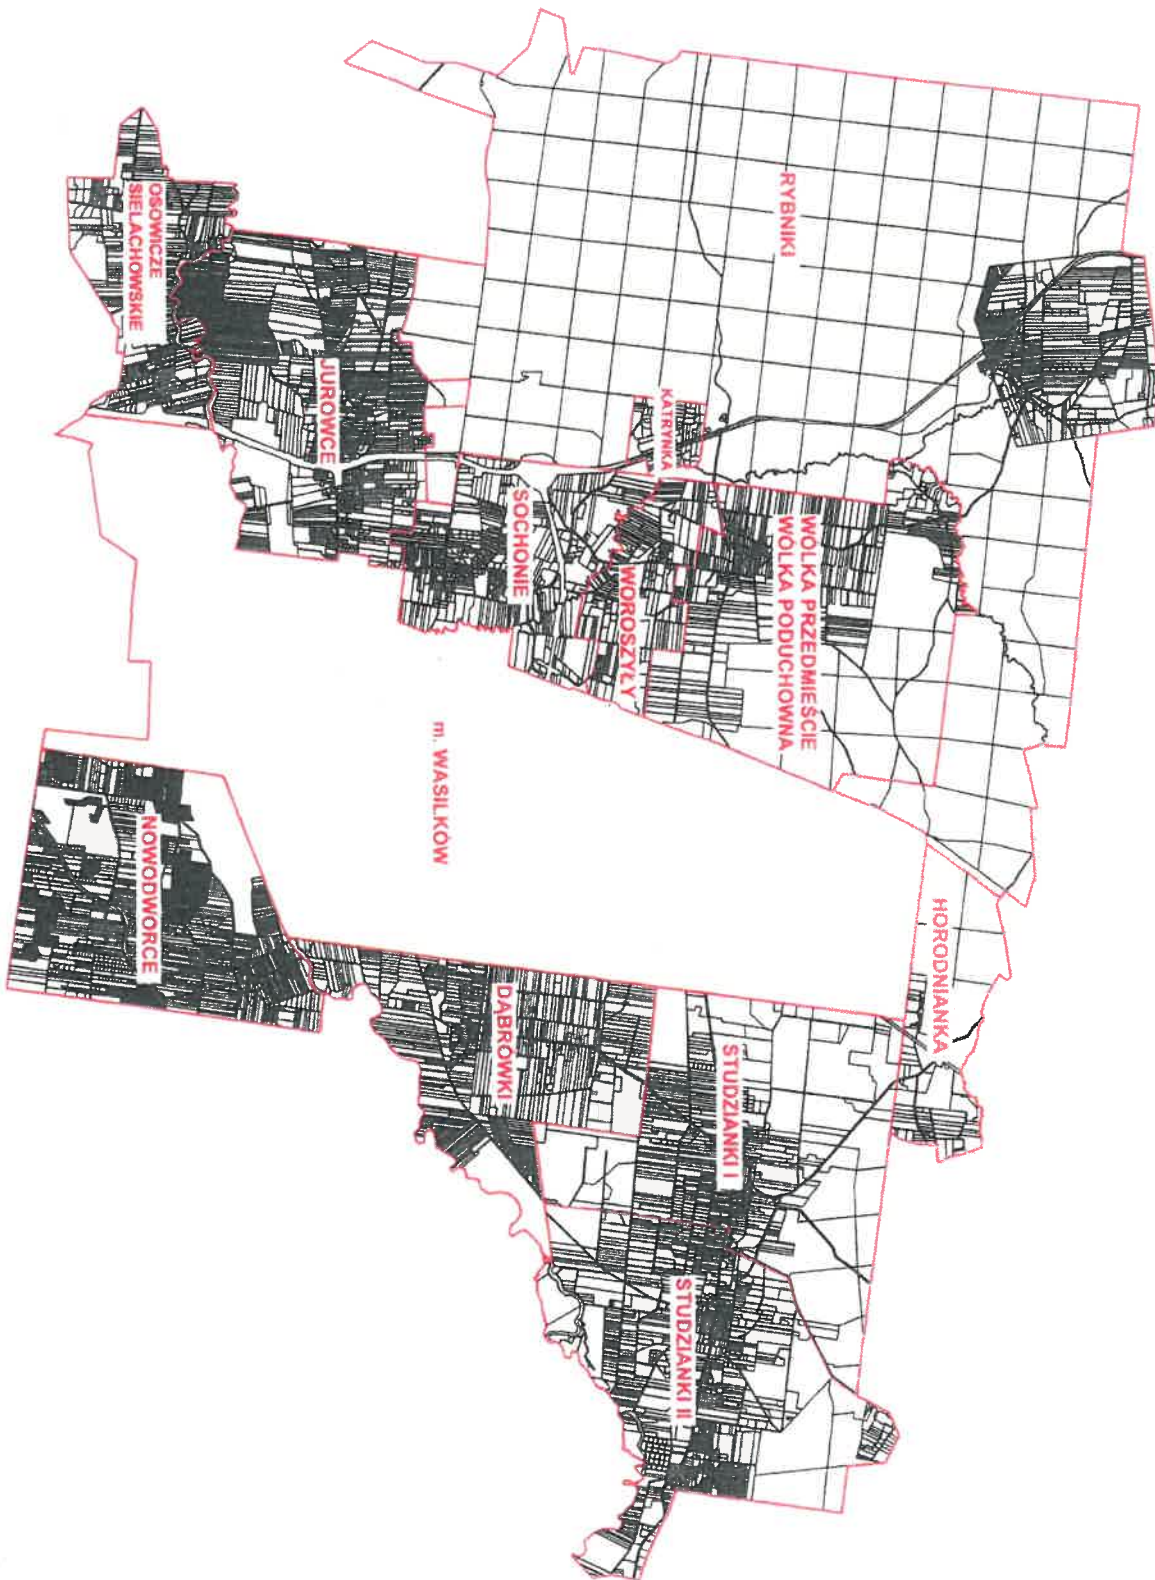 RYBNIKI
KATRYNKA
WÓLKA PRZEDMIEŚCIE
WÓLKA PODUCHOWNA
HORODNIANKA
WOROSZYŁY
SOCHONIE
JUROWCE
OSOWICZE
SIELACHOWSKIE
m. WASILKÓW
STUDZIANKI I
STUDZIANKI II
DĄBRÓWKI
NOWODWORCE